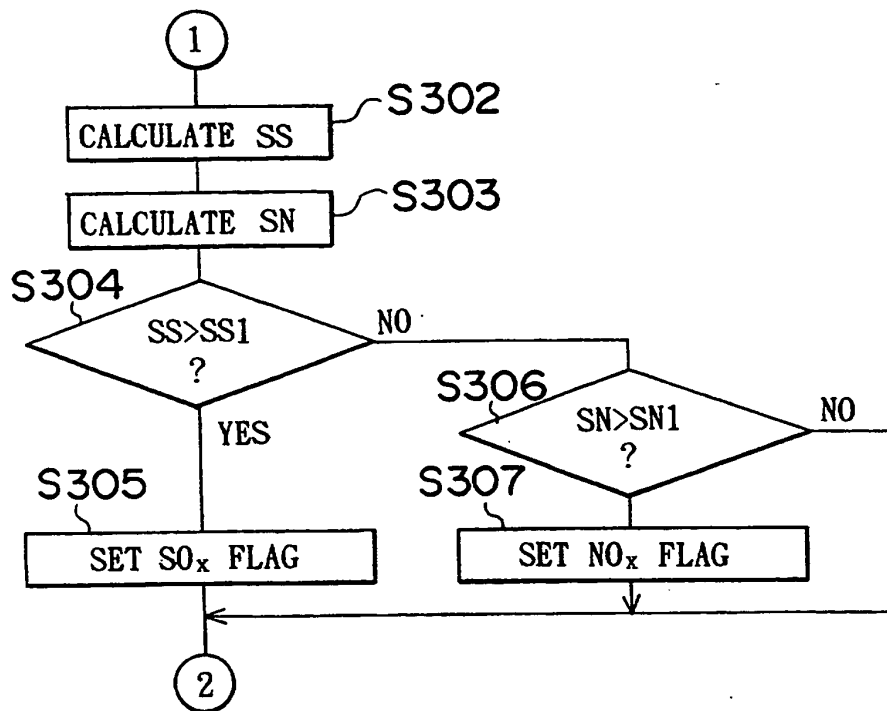 1
CALCULATE SS
S302
CALCULATE SN
S303
S304
SS>SS1
?
NO
YES
S306
SN>SN1
?
NO
S305
SET SOx FLAG
S307
SET NOx FLAG
2